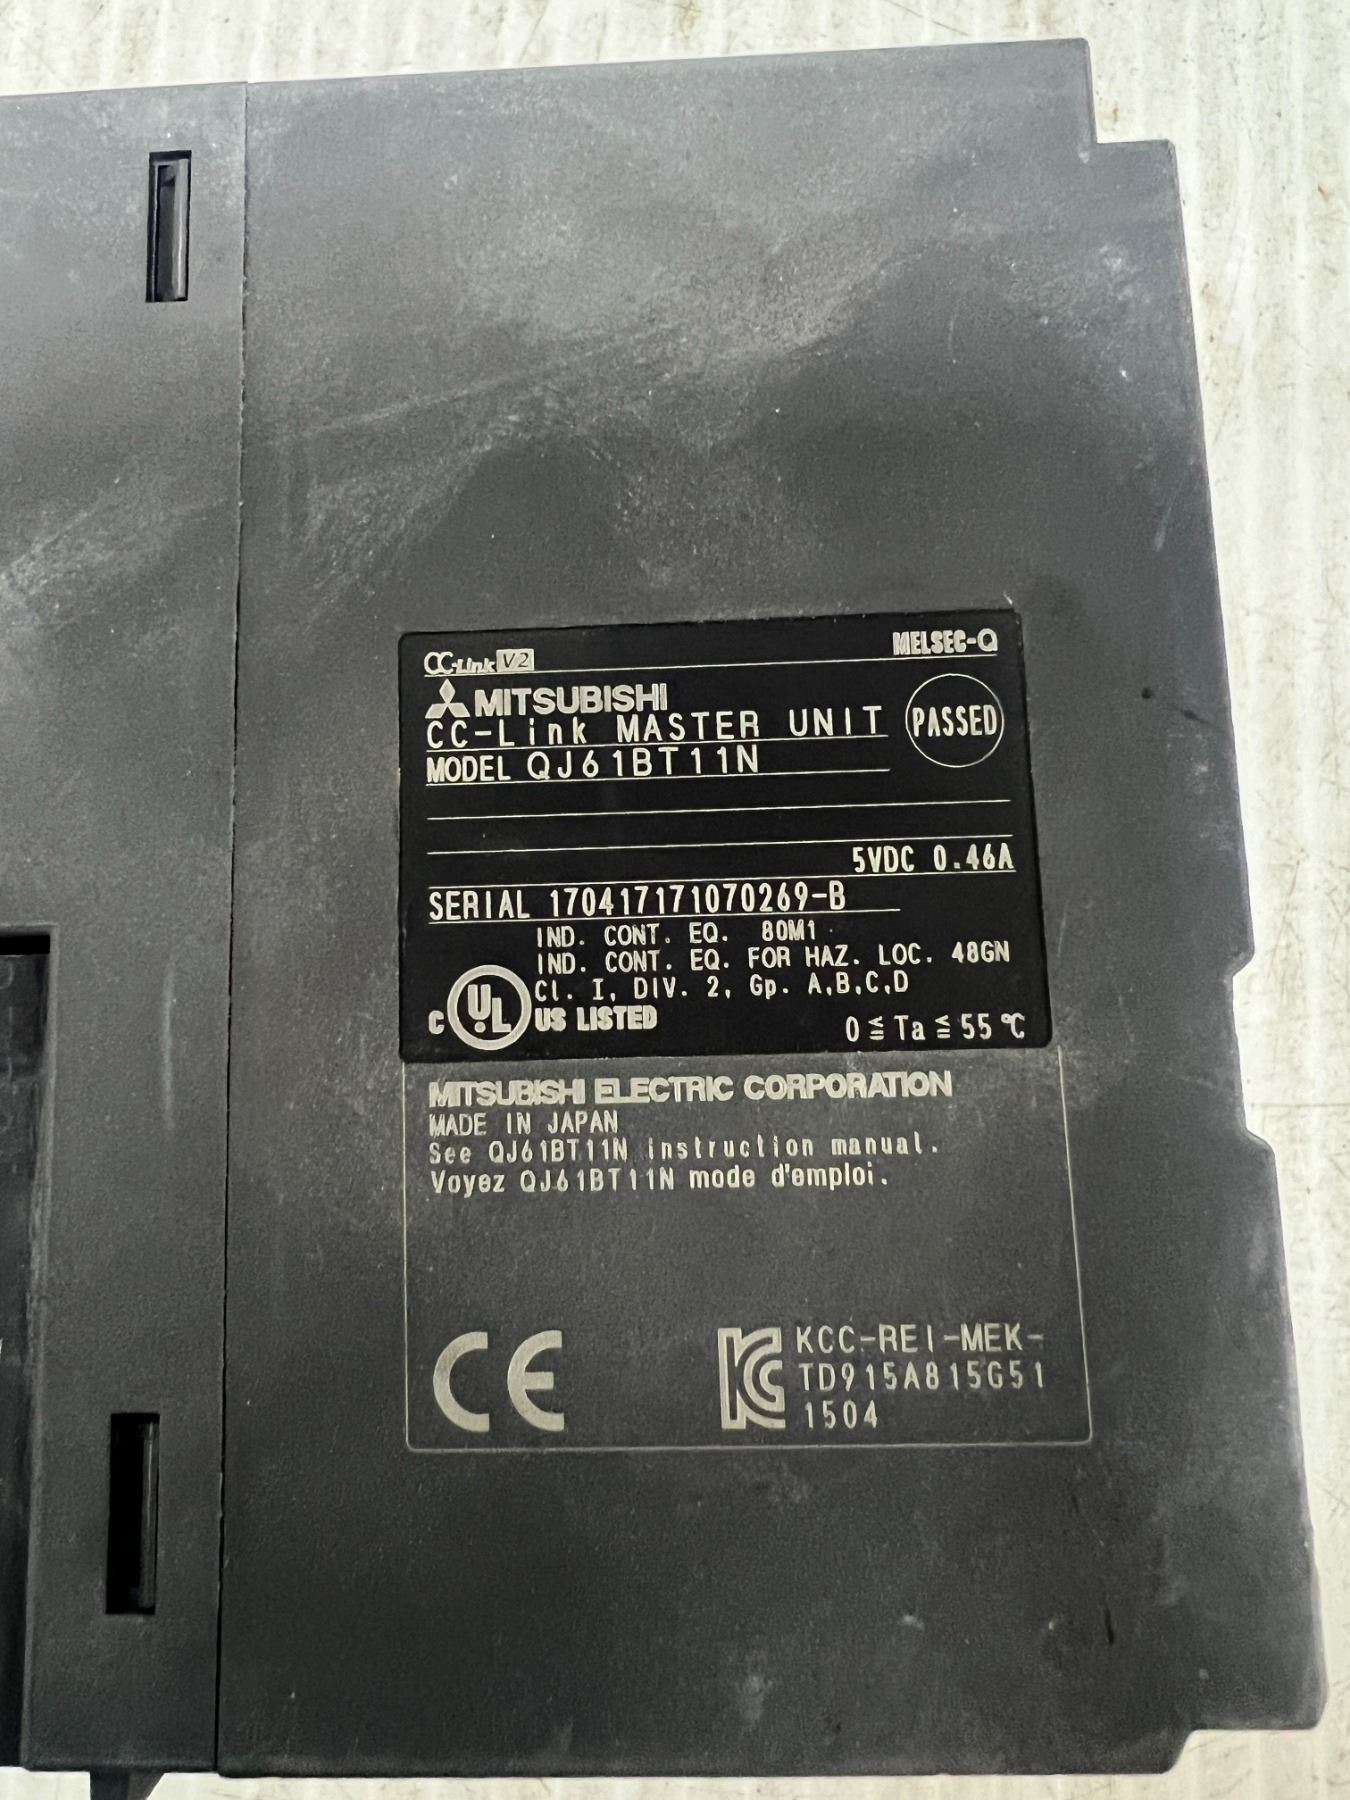 CC-Link V2 MELSEC-Q
MITSUBISHI
CC-Link MASTER UNIT PASSED
MODEL QJ61BT11N
5VDC 0.46A
SERIAL 170417171070269-B
IND. CONT. EQ. 80M1
IND. CONT. EQ. FOR HAZ. LOC. 48GN
Cl. I, DIV. 2, Gp. A,B,C,D
C UL US LISTED 0 ≦ Ta ≦ 55 ℃
MITSUBISHI ELECTRIC CORPORATION
MADE IN JAPAN
See QJ61BT11N instruction manual.
Voyez QJ61BT11N mode d'emploi.
CE KC KCC-REI-MEK-
TD915A815G51
1504